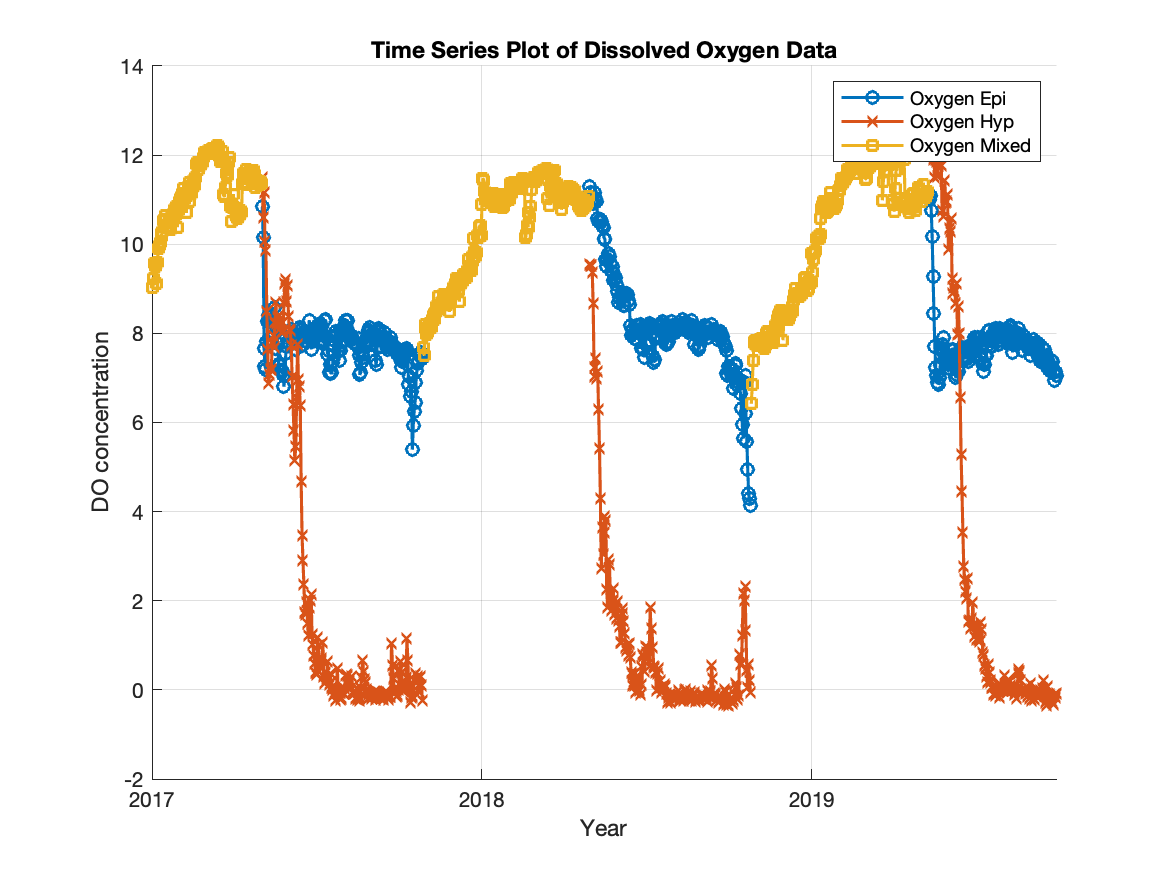 Time Series Plot of Dissolved Oxygen Data
14
12
10
8
6
4
2
0
-2
DO concentration
Oxygen Epi
Oxygen Hyp
Oxygen Mixed
2017
2018
2019
Year